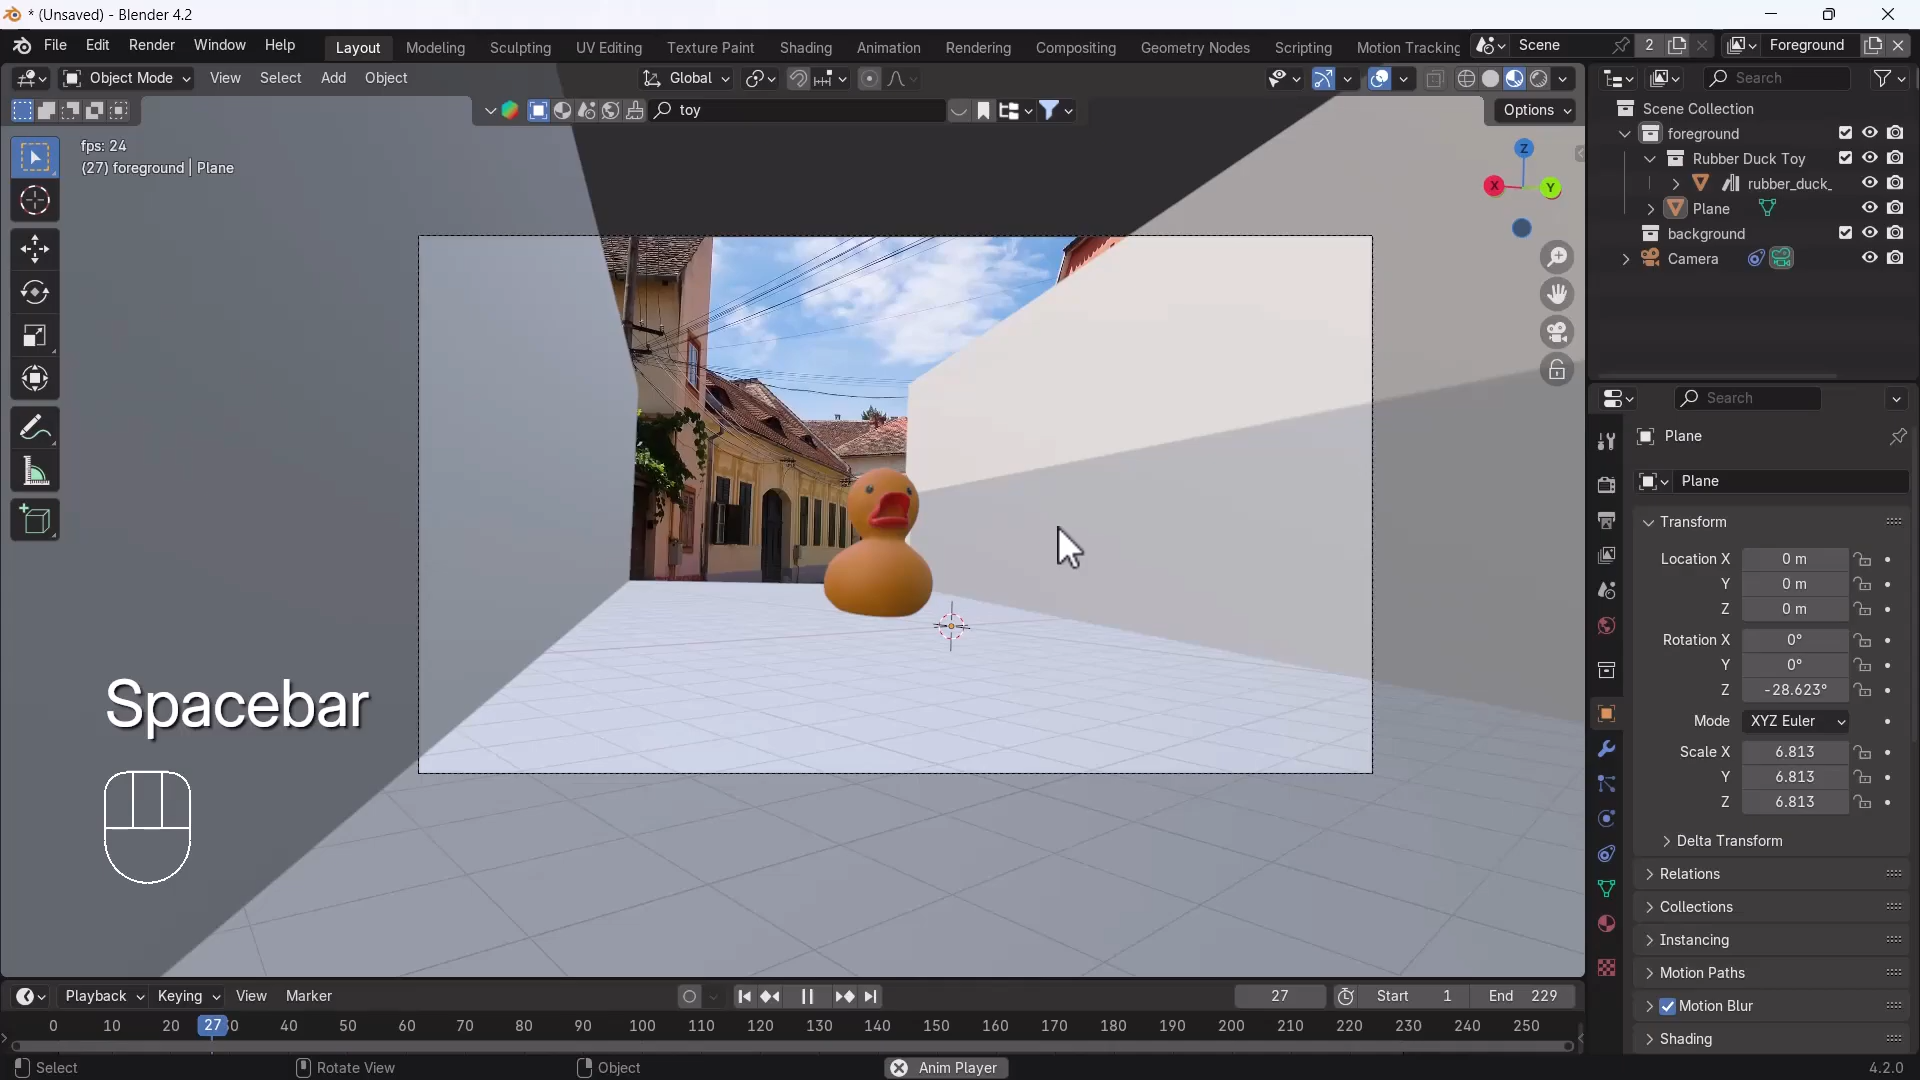 * (Unsaved) - Blender 4.2
File Edit Render Window Help
Layout Modeling Sculpting UV Editing Texture Paint Shading Animation Rendering Compositing Geometry Nodes Scripting Motion Tracking
Scene 2 Foreground
Object Mode View Select Add Object Global
Search
toy
Options
fps: 24
(27) foreground | Plane
Z
X
Y
Scene Collection
foreground
Rubber Duck Toy
rubber_duck_
Plane
background
Camera
Search
Plane
Plane
Transform
Location X 0 m
Y 0 m
Z 0 m
Rotation X 0°
Y 0°
Z -28.623°
Mode XYZ Euler
Scale X 6.813
Y 6.813
Z 6.813
Delta Transform
Relations
Collections
Instancing
Motion Paths
Motion Blur
Shading
Spacebar
Playback Keying View Marker 27 Start 1 End 229
0 10 20 27 30 40 50 60 70 80 90 100 110 120 130 140 150 160 170 180 190 200 210 220 230 240 250
Select Rotate View Object Anim Player 4.2.0